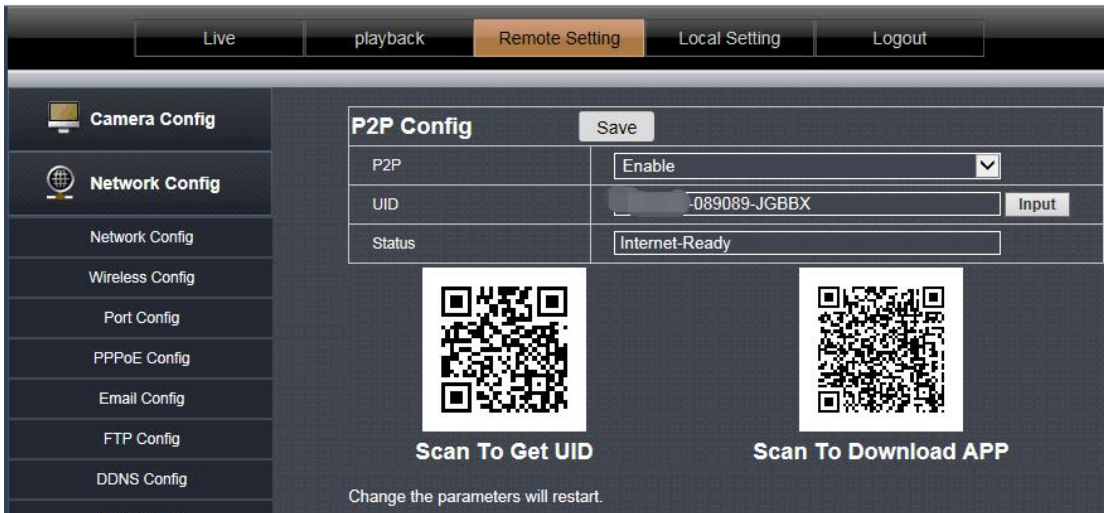 Live playback Remote Setting Local Setting Logout
Camera Config
Network Config
Network Config
Wireless Config
Port Config
PPPoE Config
Email Config
FTP Config
DDNS Config
P2P Config Save
P2P Enable
UID -089089-JGBBX Input
Status Internet-Ready
Scan To Get UID Scan To Download APP
Change the parameters will restart.